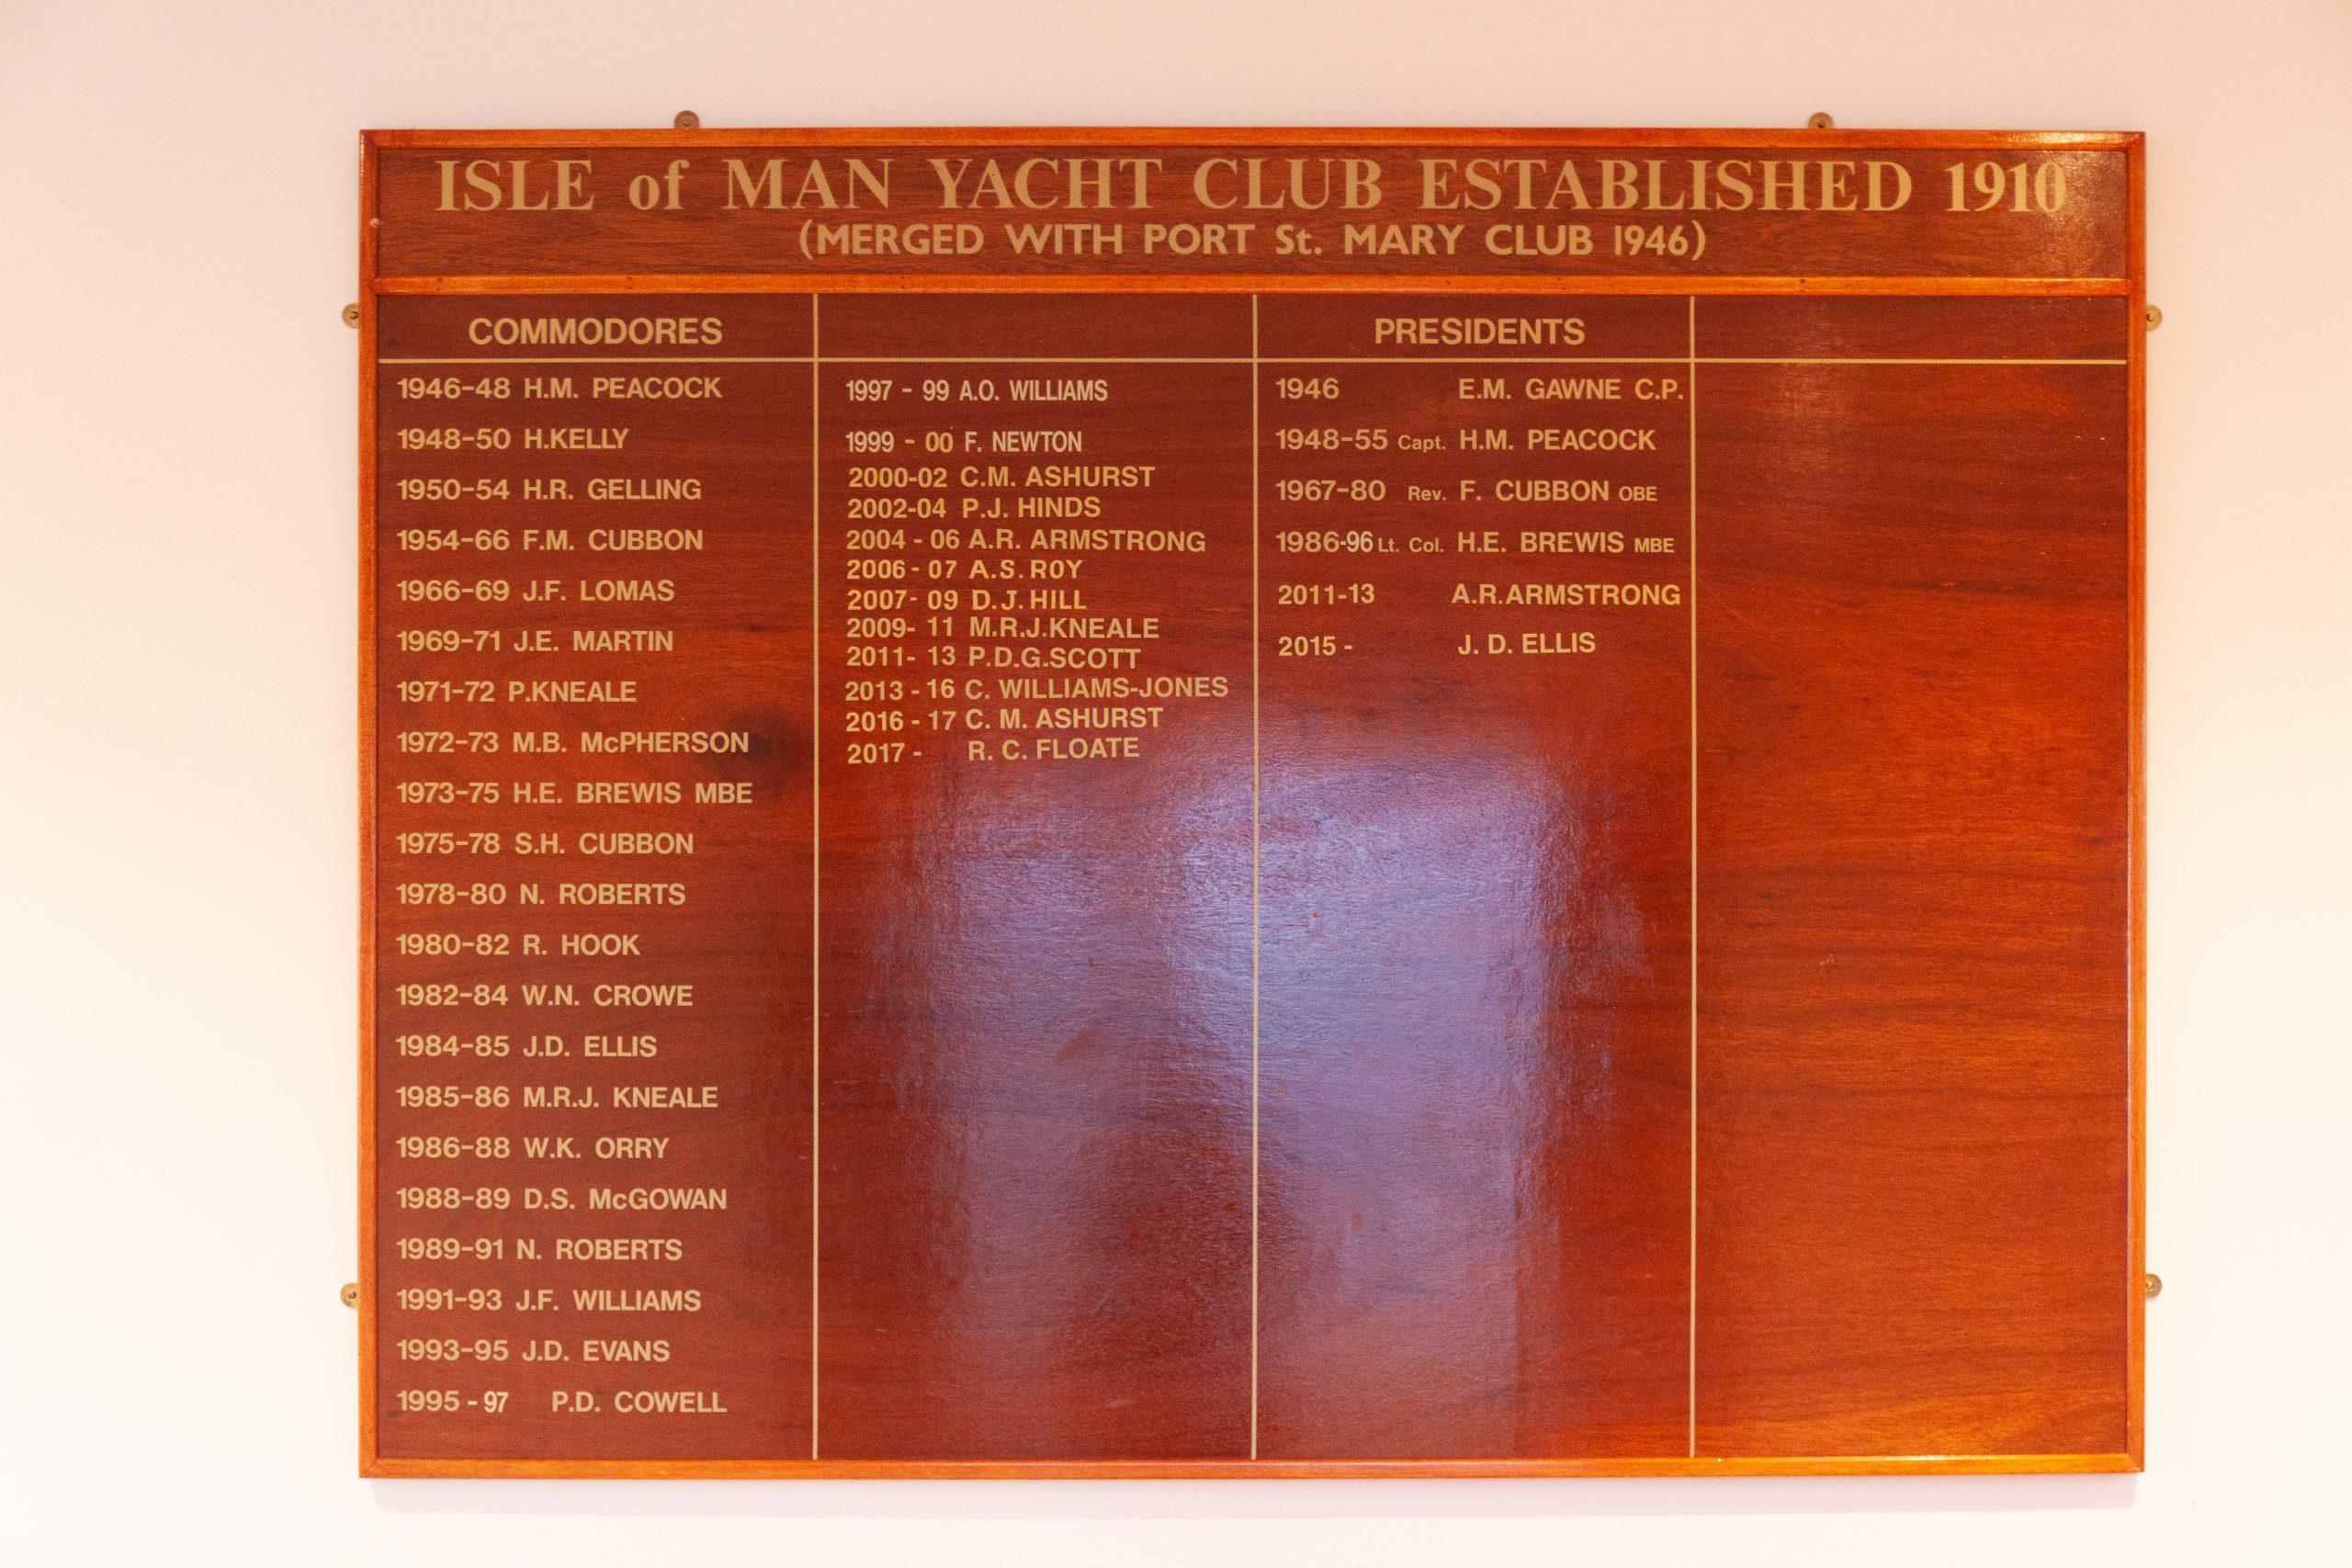 ISLE of MAN YACHT CLUB ESTABLISHED 1910
(MERGED WITH PORT St. MARY CLUB 1946)
COMMODORES
1946-48 H.M. PEACOCK
1948-50 H.KELLY
1950-54 H.R. GELLING
1954-66 F.M. CUBBON
1966-69 J.F. LOMAS
1969-71 J.E. MARTIN
1971-72 P.KNEALE
1972-73 M.B. McPHERSON
1973-75 H.E. BREWIS MBE
1975-78 S.H. CUBBON
1978-80 N. ROBERTS
1980-82 R. HOOK
1982-84 W.N. CROWE
1984-85 J.D. ELLIS
1985-86 M.R.J. KNEALE
1986-88 W.K. ORRY
1988-89 D.S. McGOWAN
1989-91 N. ROBERTS
1991-93 J.F. WILLIAMS
1993-95 J.D. EVANS
1995 - 97 P.D. COWELL
1997 - 99 A.O. WILLIAMS
1999 - 00 F. NEWTON
2000-02 C.M. ASHURST
2002-04 P.J. HINDS
2004 - 06 A.R. ARMSTRONG
2006 - 07 A.S. ROY
2007- 09 D.J. HILL
2009- 11 M.R.J.KNEALE
2011- 13 P.D.G.SCOTT
2013 - 16 C. WILLIAMS-JONES
2016 - 17 C. M. ASHURST
2017 - R. C. FLOATE
PRESIDENTS
1946 E.M. GAWNE C.P.
1948-55 Capt. H.M. PEACOCK
1967-80 Rev. F. CUBBON OBE
1986-96 Lt. Col. H.E. BREWIS MBE
2011-13 A.R.ARMSTRONG
2015 - J. D. ELLIS